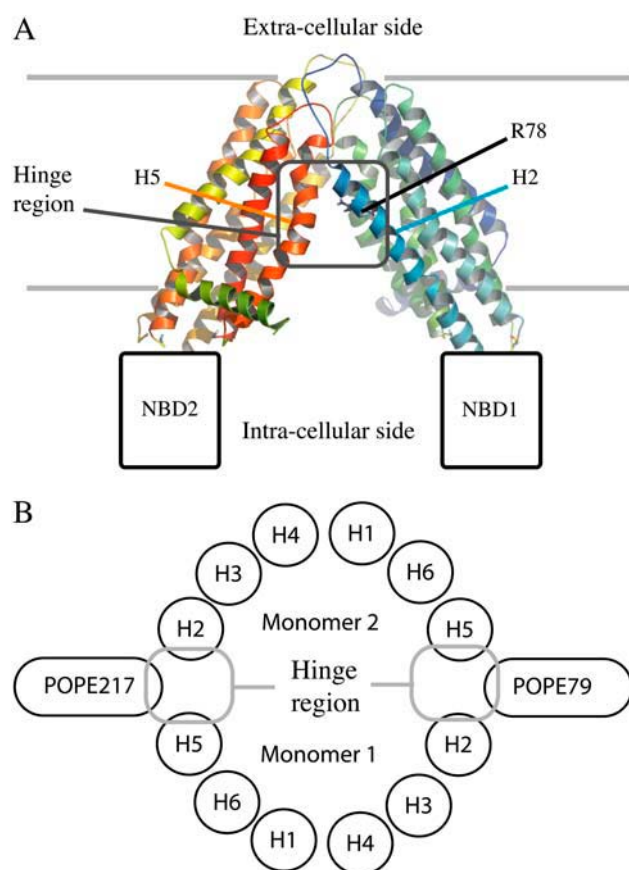 A
Extra-cellular side
R78
H5
H2
Hinge
region
NBD2
NBD1
Intra-cellular side
B
H4 H1
H3 H6
H2 Monomer 2 H5
POPE217 Hinge POPE79
region
H5 Monomer 1 H2
H6 H3
H1 H4